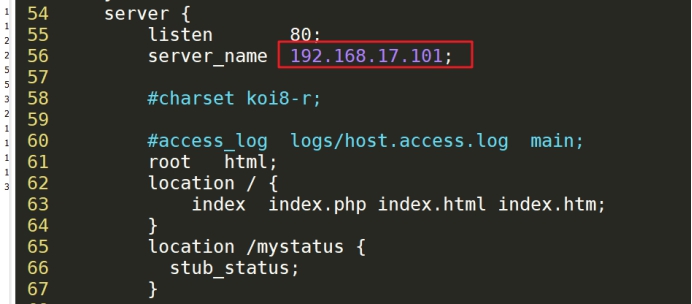 54 server {
55 listen 80;
56 server_name 192.168.17.101;
57
58 #charset koi8-r;
59
60 #access_log logs/host.access.log main;
61 root html;
62 location / {
63 index index.php index.html index.htm;
64 }
65 location /mystatus {
66 stub_status;
67 }